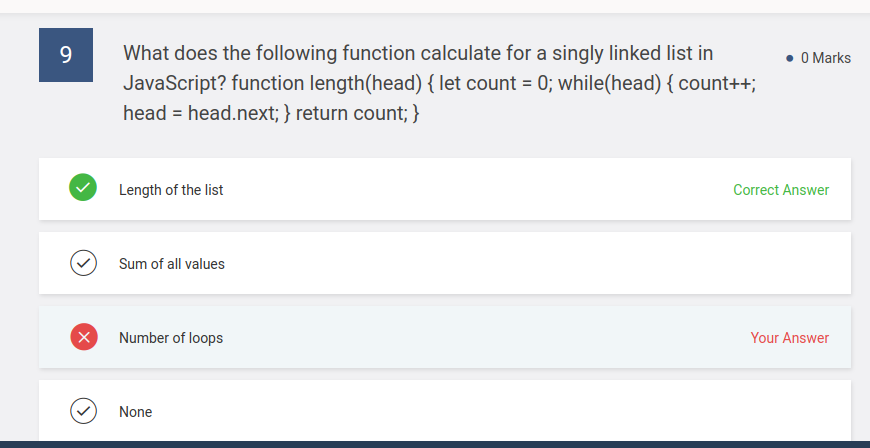 9
What does the following function calculate for a singly linked list in
JavaScript? function length(head) { let count = 0; while(head) { count++;
head = head.next; } return count; }
• 0 Marks
Length of the list
Correct Answer
Sum of all values
Number of loops
Your Answer
None